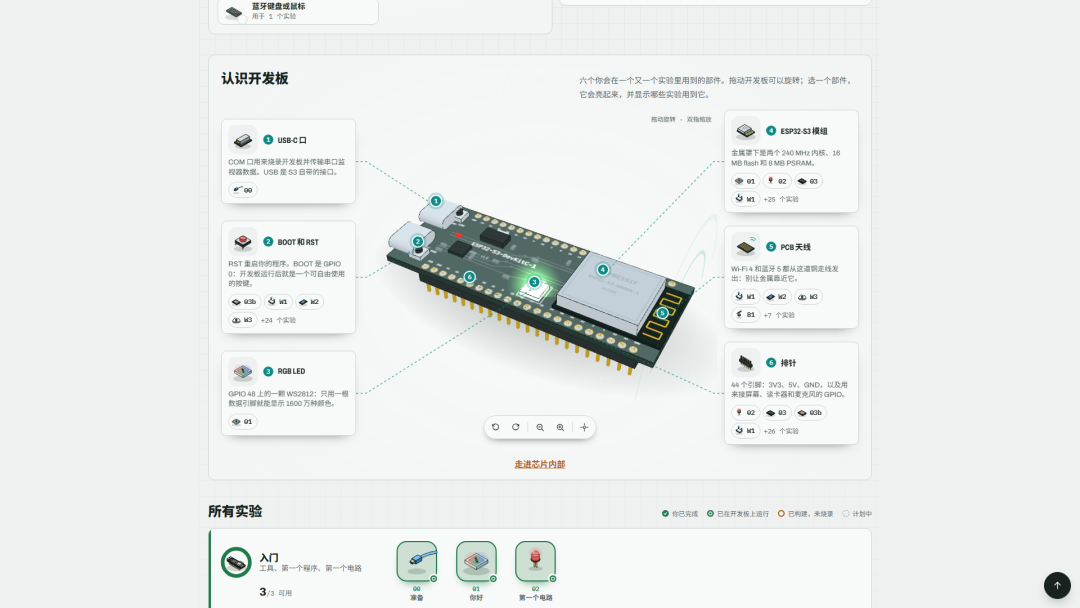 蓝牙键盘或鼠标
用于 1 个实验
认识开发板
六个你会在一个又一个实验里用到的部件。拖动开发板可以旋转；选一个部件，
它会亮起来，并显示哪些实验用到它。
拖动旋转 · 双指缩放
1 USB-C 口
COM 口用来烧录开发板并传输串口监
视器数据。USB 是 S3 自带的接口。
00
2 BOOT 和 RST
RST 重启你的程序。BOOT 是 GPIO
0：开发板运行后就是一个可自由使用
的按键。
03b W1 W2
W3 +24 个实验
3 RGB LED
GPIO 48 上的一颗 WS2812：只用一根
数据引脚就能显示 1600 万种颜色。
01
1
2
6
3
4
5
ESP32-S3-DevKitC-1
4 ESP32-S3 模组
金属罩下是两个 240 MHz 内核、16
MB flash 和 8 MB PSRAM。
01 02 03
W1 +25 个实验
5 PCB 天线
Wi-Fi 4 和蓝牙 5 都从这道铜走线发
出：别让金属靠近它。
W1 W2 W3
B1 +7 个实验
6 排针
44 个引脚：3V3、5V、GND，以及用
来接屏幕、读卡器和麦克风的 GPIO。
02 03 03b
W1 +26 个实验
走进芯片内部
所有实验
你已完成 已在开发板上运行 已构建，未烧录 计划中
入门
工具、第一个程序、第一个电路
3/3 可用
00
准备
01
你好
02
第一个电路